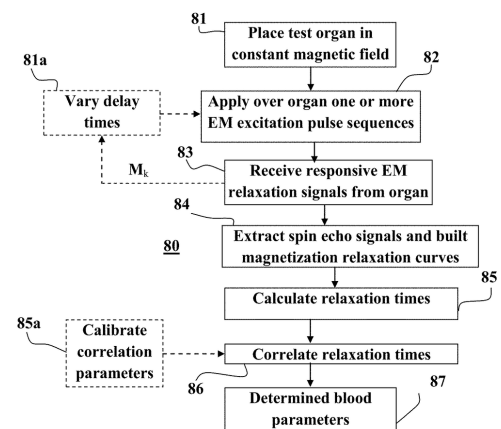 81
Place test organ in
constant magnetic field
81a
82
Vary delay
times
Apply over organ one or more
EM excitation pulse sequences
83
Mk
Receive responsive EM
relaxation signals from organ
84
Extract spin echo signals and built
magnetization relaxation curves
80
85
Calculate relaxation times
85a
Calibrate
correlation
parameters
Correlate relaxation times
86
87
Determined blood
parameters